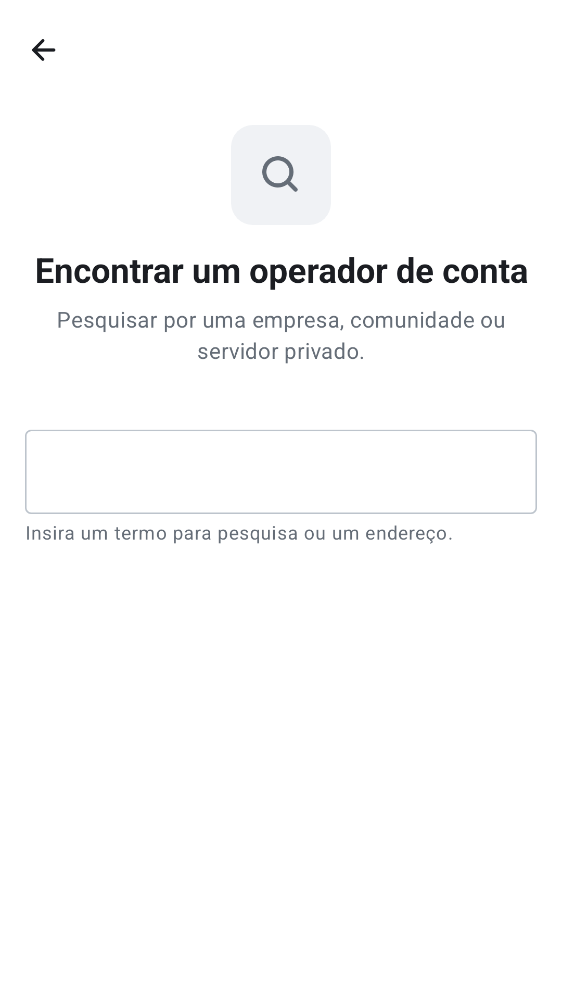 Encontrar um operador de conta
Pesquisar por uma empresa, comunidade ou
servidor privado.
Insira um termo para pesquisa ou um endereço.